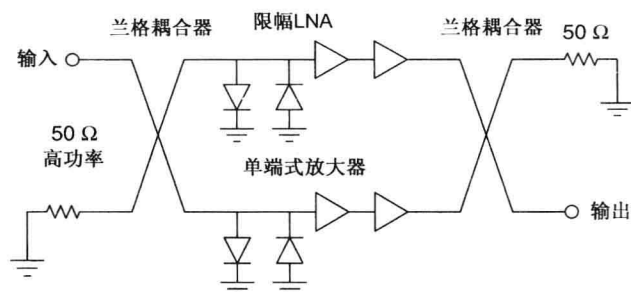 兰格耦合器
限幅LNA
兰格耦合器
50 Ω
输入
50 Ω
高功率
单端式放大器
输出